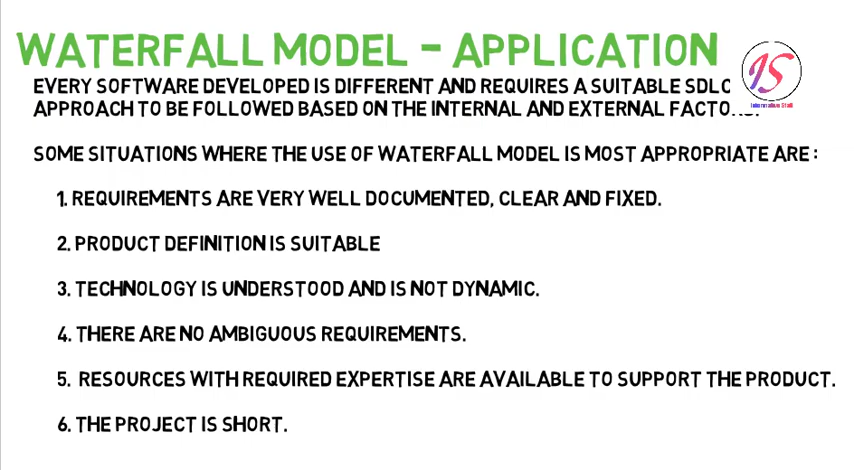 WATERFALL MODEL - APPLICATION
EVERY SOFTWARE DEVELOPED IS DIFFERENT AND REQUIRES A SUITABLE SDLC
APPROACH TO BE FOLLOWED BASED ON THE INTERNAL AND EXTERNAL FACTORS.
IS
Informative Stall
SOME SITUATIONS WHERE THE USE OF WATERFALL MODEL IS MOST APPROPRIATE ARE :
1. REQUIREMENTS ARE VERY WELL DOCUMENTED, CLEAR AND FIXED.
2. PRODUCT DEFINITION IS SUITABLE
3. TECHNOLOGY IS UNDERSTOOD AND IS NOT DYNAMIC.
4. THERE ARE NO AMBIGUOUS REQUIREMENTS.
5. RESOURCES WITH REQUIRED EXPERTISE ARE AVAILABLE TO SUPPORT THE PRODUCT.
6. THE PROJECT IS SHORT.